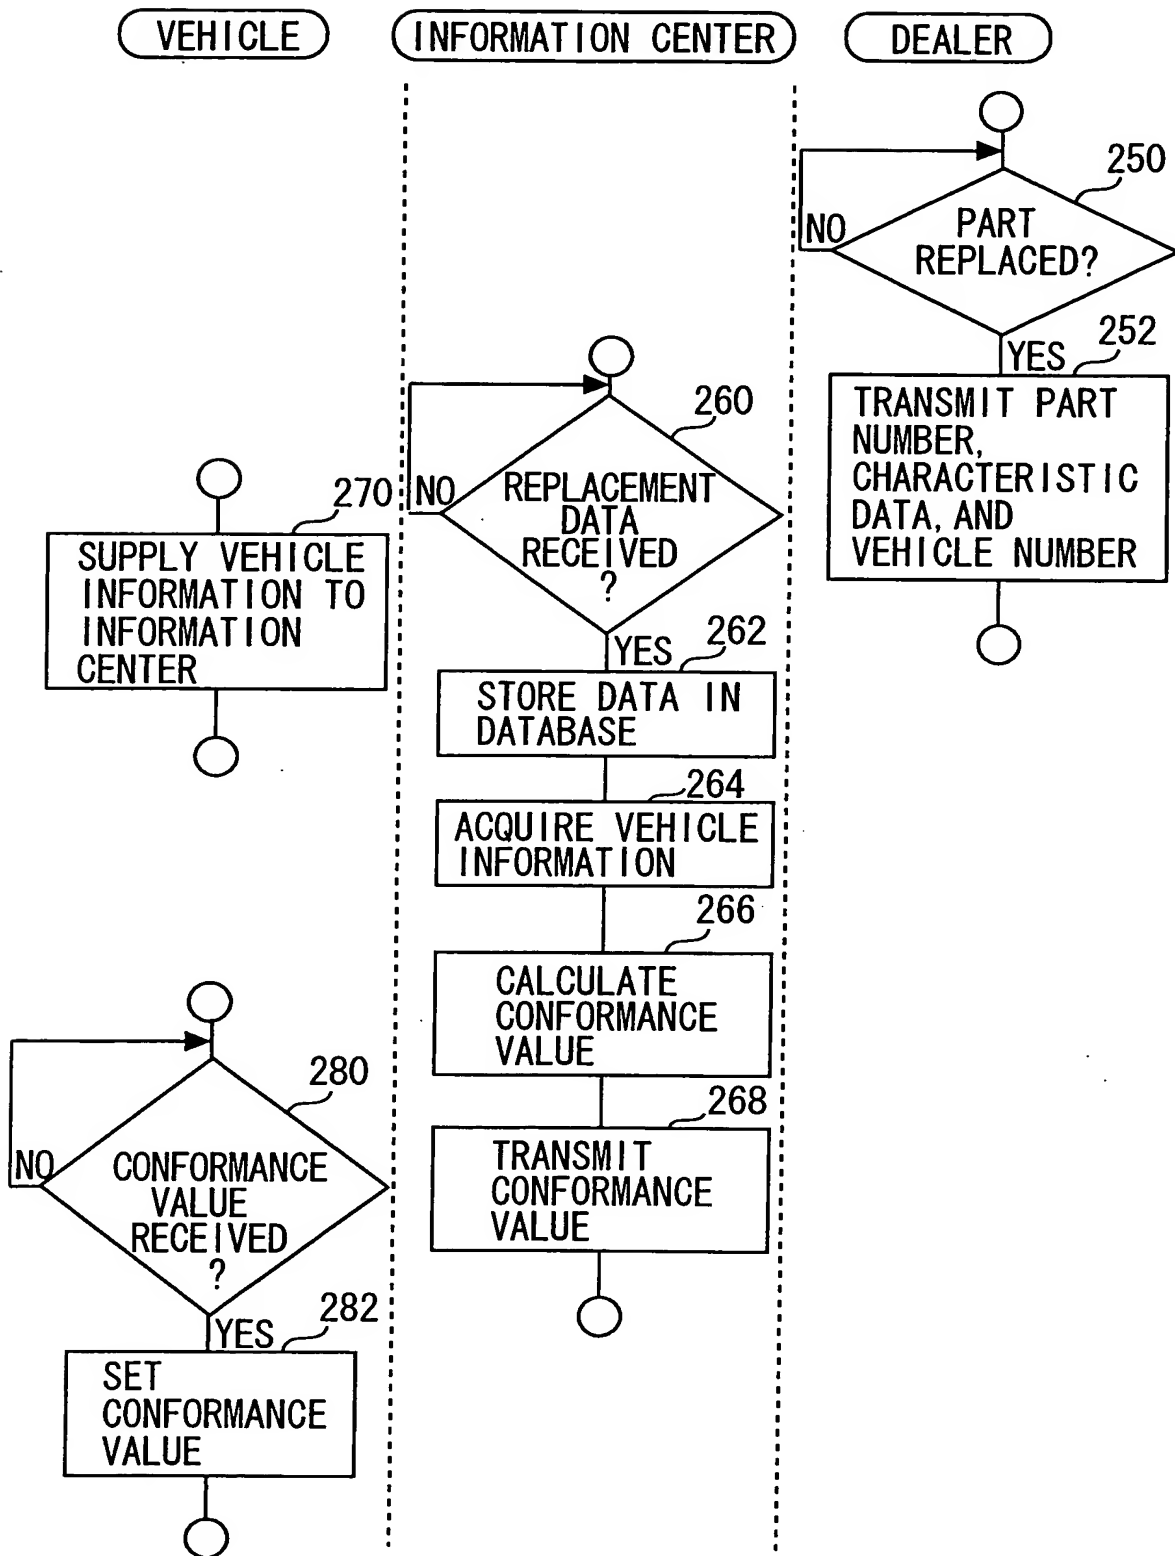 VEHICLE
INFORMATION CENTER
DEALER
250
PART
REPLACED?
NO
YES
252
TRANSMIT PART
NUMBER,
CHARACTERISTIC
DATA, AND
VEHICLE NUMBER
260
REPLACEMENT
DATA
RECEIVED
?
NO
YES
262
STORE DATA IN
DATABASE
264
ACQUIRE VEHICLE
INFORMATION
266
CALCULATE
CONFORMANCE
VALUE
268
TRANSMIT
CONFORMANCE
VALUE
270
SUPPLY VEHICLE
INFORMATION TO
INFORMATION
CENTER
280
CONFORMANCE
VALUE
RECEIVED
?
NO
YES
282
SET
CONFORMANCE
VALUE